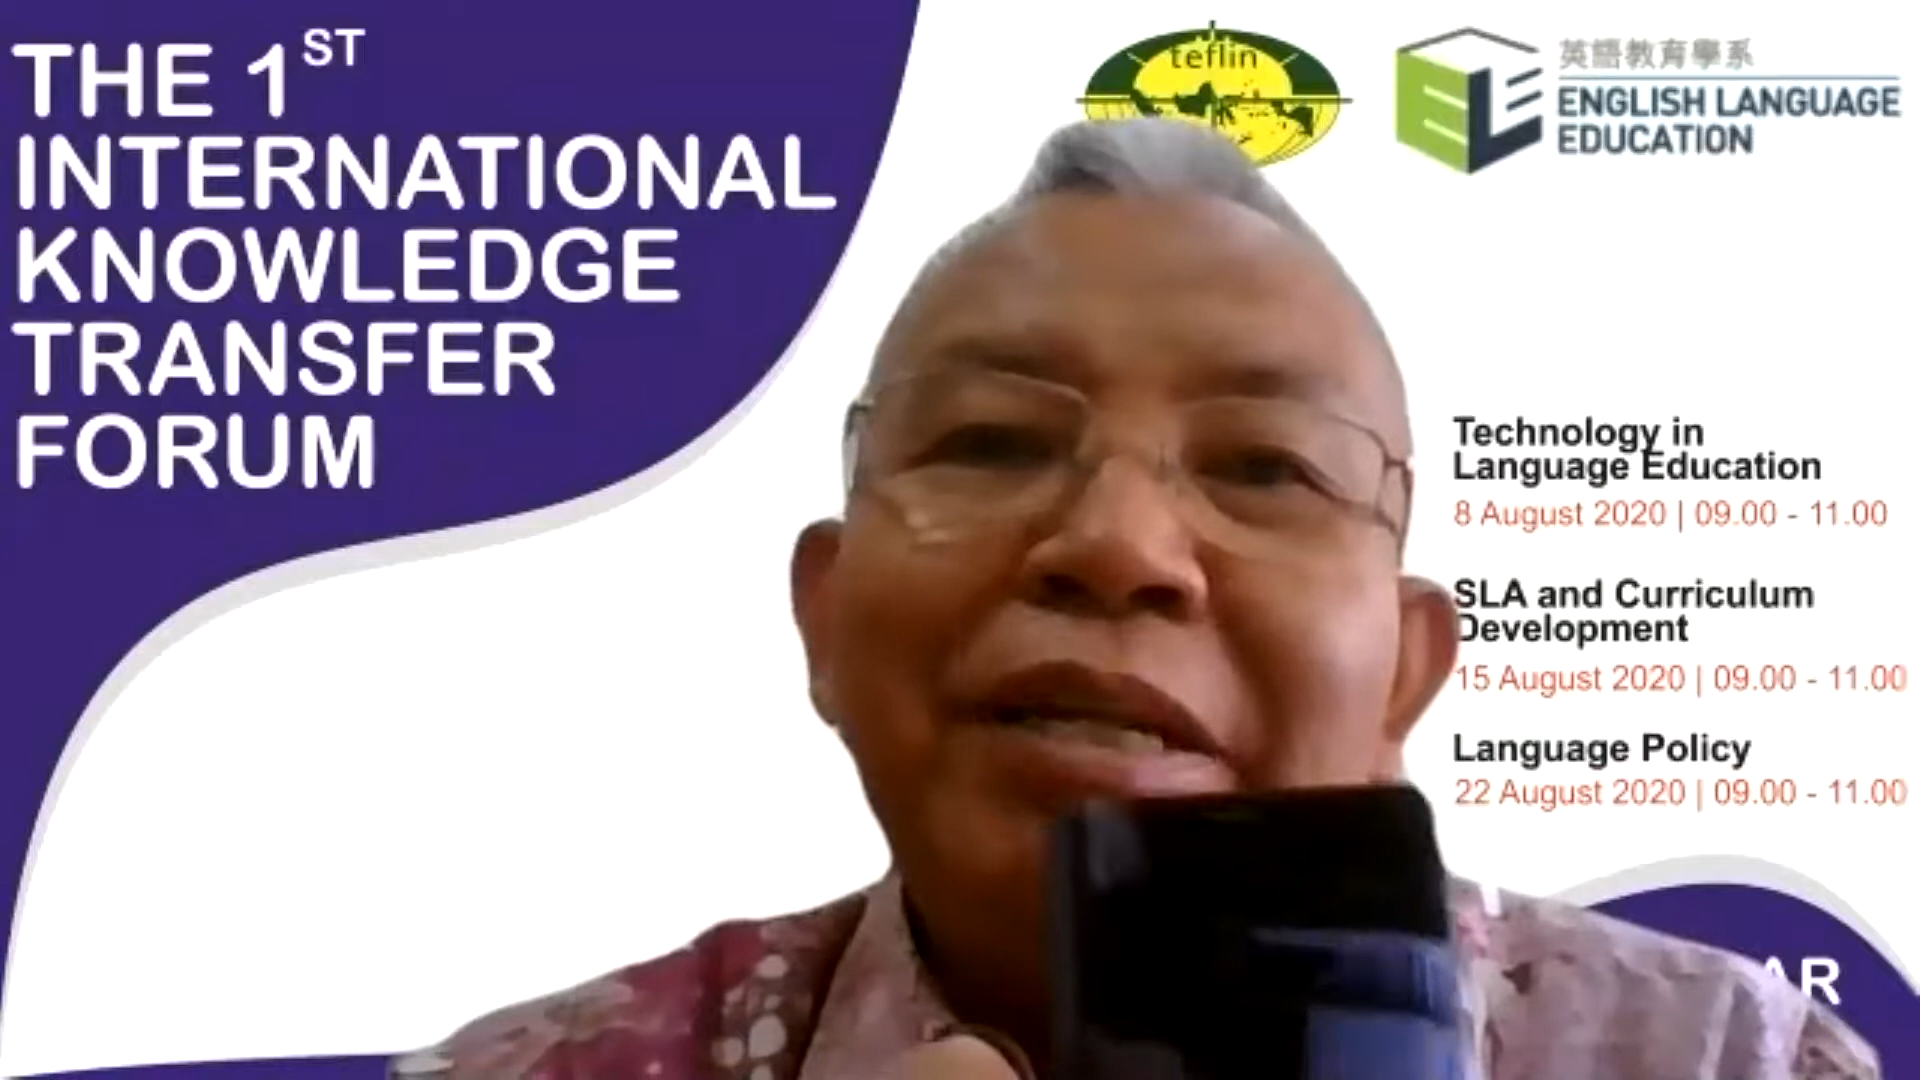 THE 1ST
INTERNATIONAL
KNOWLEDGE
TRANSFER
FORUM
teflin
英語教育學系
ENGLISH LANGUAGE
EDUCATION
Technology in
Language Education
8 August 2020 | 09.00 - 11.00
SLA and Curriculum
Development
15 August 2020 | 09.00 - 11.00
Language Policy
22 August 2020 | 09.00 - 11.00